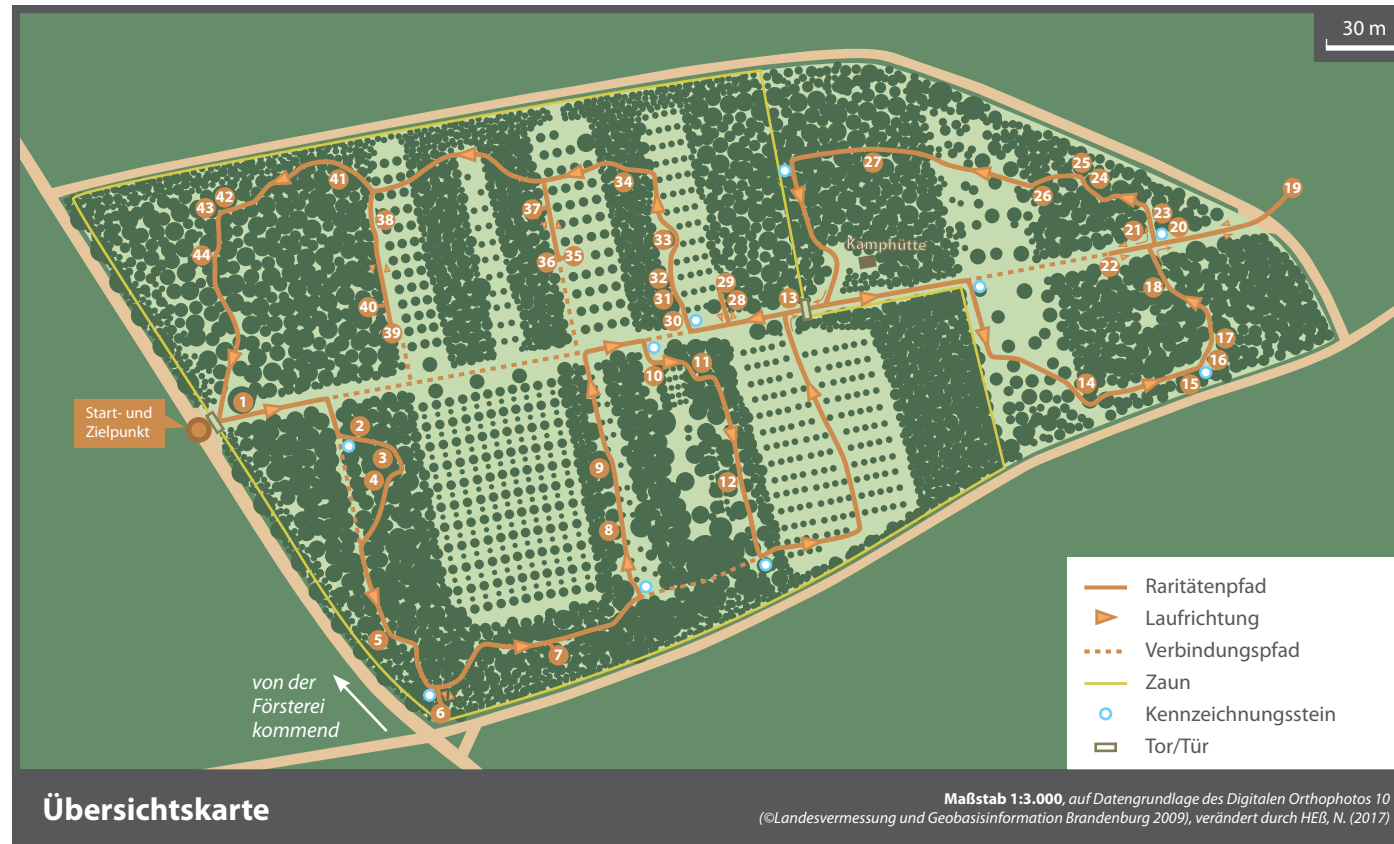 30 m
27
25
24
26
19
23
20
21
22
18
41
42
43
44
34
37
38
36
35
33
32
31
30
29
28
13
Kamphütte
40
39
17
16
15
14
Start- und
Zielpunkt
1
2
3
4
10
11
9
12
8
5
7
6
von der
Försterei
kommend
Raritätenpfad
Laufrichtung
Verbindungspfad
Zaun
Kennzeichnungsstein
Tor/Tür
Übersichtskarte
Maßstab 1:3.000, auf Datengrundlage des Digitalen Orthophotos 10
(©Landesvermessung und Geobasisinformation Brandenburg 2009), verändert durch HEß, N. (2017)